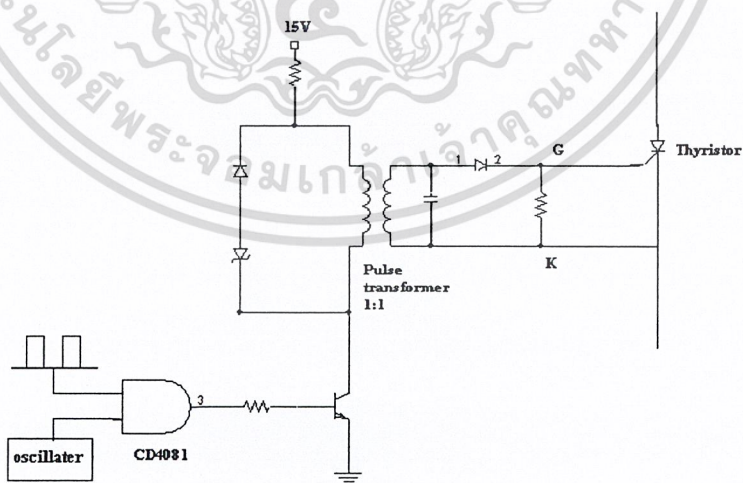 15V
1
2
G
Thyristor
K
Pulse
transformer
1:1
3
oscillater
CD4081